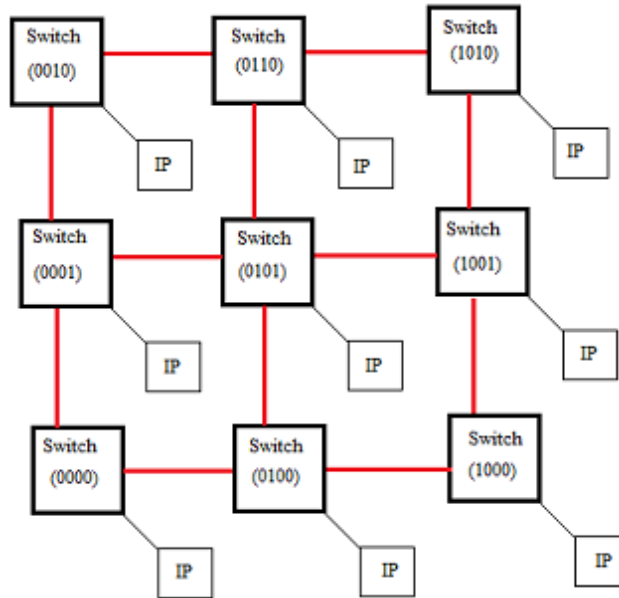 Switch
(0010)
Switch
(0110)
Switch
(1010)
IP
IP
IP
Switch
(0001)
Switch
(0101)
Switch
(1001)
IP
IP
IP
Switch
(0000)
Switch
(0100)
Switch
(1000)
IP
IP
IP